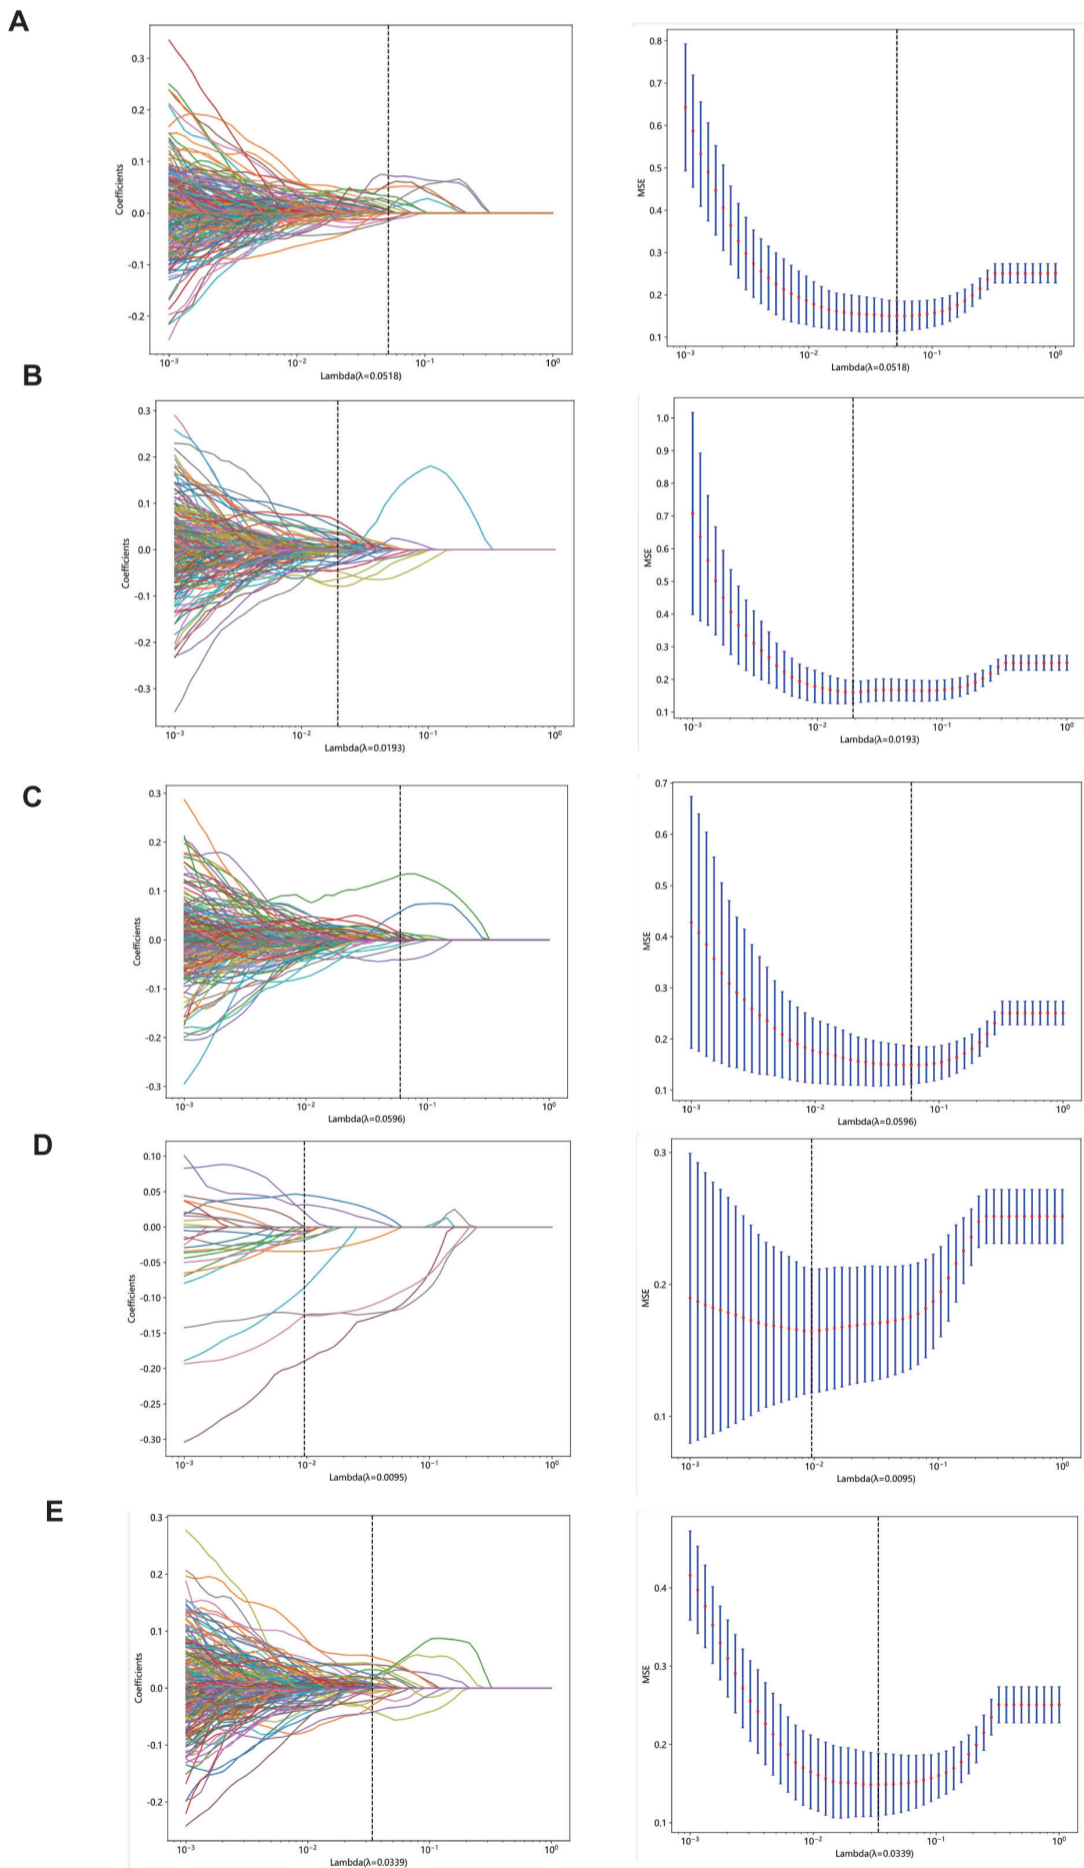 A
0.3
0.2
0.1
0.0
-0.1
-0.2
Coefficients
10⁻³ 10⁻² 10⁻¹ 10⁰
Lambda(λ=0.0518)
0.8
0.7
0.6
0.5
0.4
0.3
0.2
0.1
MSE
10⁻³ 10⁻² 10⁻¹ 10⁰
Lambda(λ=0.0518)
B
0.3
0.2
0.1
0.0
-0.1
-0.2
-0.3
Coefficients
10⁻³ 10⁻² 10⁻¹ 10⁰
Lambda(λ=0.0193)
1.0
0.9
0.8
0.7
0.6
0.5
0.4
0.3
0.2
0.1
MSE
10⁻³ 10⁻² 10⁻¹ 10⁰
Lambda(λ=0.0193)
C
0.3
0.2
0.1
0.0
-0.1
-0.2
-0.3
Coefficients
10⁻³ 10⁻² 10⁻¹ 10⁰
Lambda(λ=0.0596)
0.7
0.6
0.5
0.4
0.3
0.2
0.1
MSE
10⁻³ 10⁻² 10⁻¹ 10⁰
Lambda(λ=0.0596)
D
0.10
0.05
0.00
-0.05
-0.10
-0.15
-0.20
-0.25
-0.30
Coefficients
10⁻³ 10⁻² 10⁻¹ 10⁰
Lambda(λ=0.0095)
0.3
0.2
0.1
MSE
10⁻³ 10⁻² 10⁻¹ 10⁰
Lambda(λ=0.0095)
E
0.3
0.2
0.1
0.0
-0.1
-0.2
Coefficients
10⁻³ 10⁻² 10⁻¹ 10⁰
Lambda(λ=0.0339)
0.4
0.3
0.2
0.1
MSE
10⁻³ 10⁻² 10⁻¹ 10⁰
Lambda(λ=0.0339)